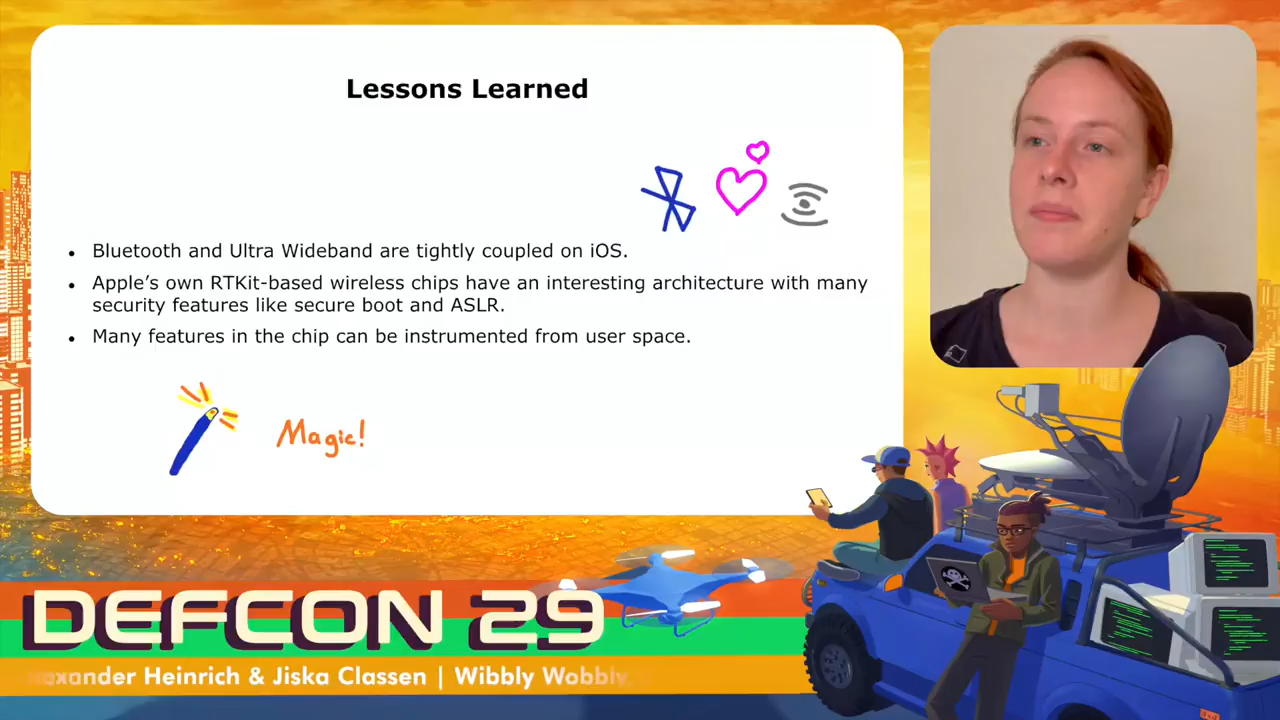 Lessons Learned
• Bluetooth and Ultra Wideband are tightly coupled on iOS.
• Apple's own RTKit-based wireless chips have an interesting architecture with many
security features like secure boot and ASLR.
• Many features in the chip can be instrumented from user space.
Magic!
DEFCON 29
exander Heinrich & Jiska Classen | Wibbly Wobbly,